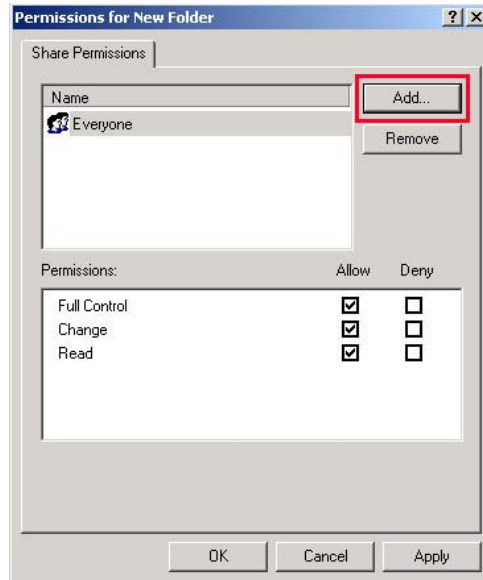 Permissions for New Folder
Share Permissions
Name
Add...
Everyone
Remove
Permissions: Allow Deny
Full Control
Change
Read
OK Cancel Apply